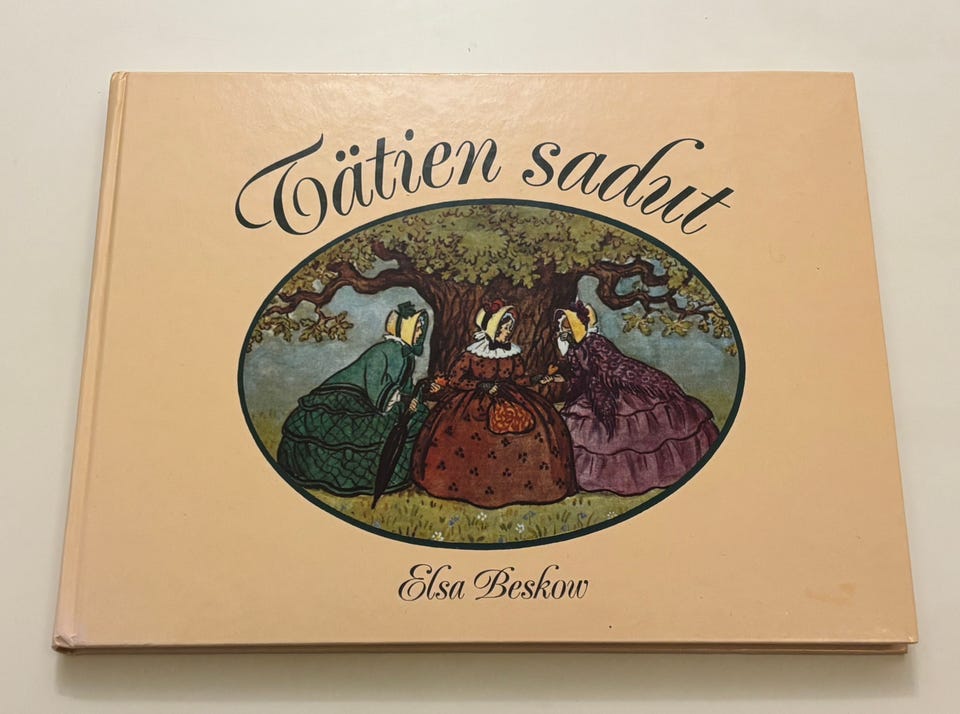 Tätien sadut
Elsa Beskow